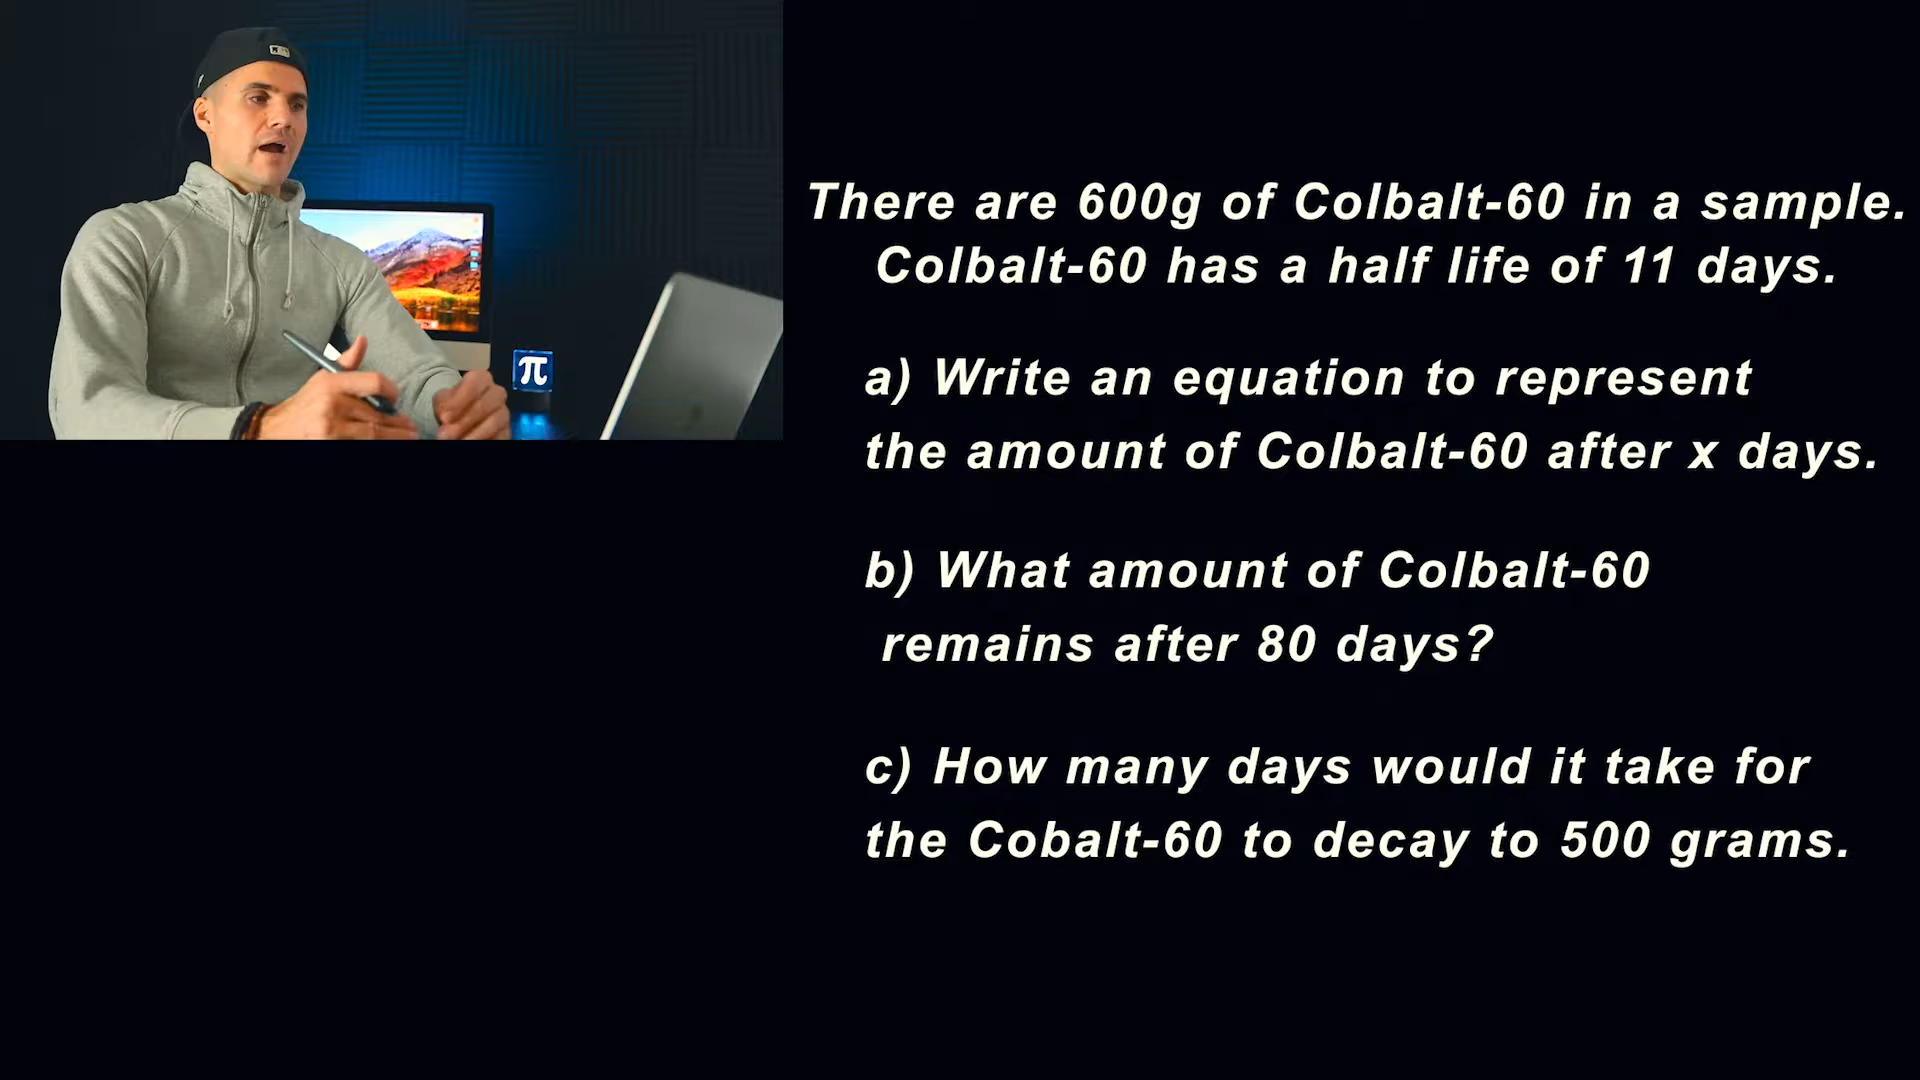 There are 600g of Colbalt-60 in a sample.
Colbalt-60 has a half life of 11 days.
a) Write an equation to represent
the amount of Colbalt-60 after x days.
b) What amount of Colbalt-60
remains after 80 days?
c) How many days would it take for
the Cobalt-60 to decay to 500 grams.
π